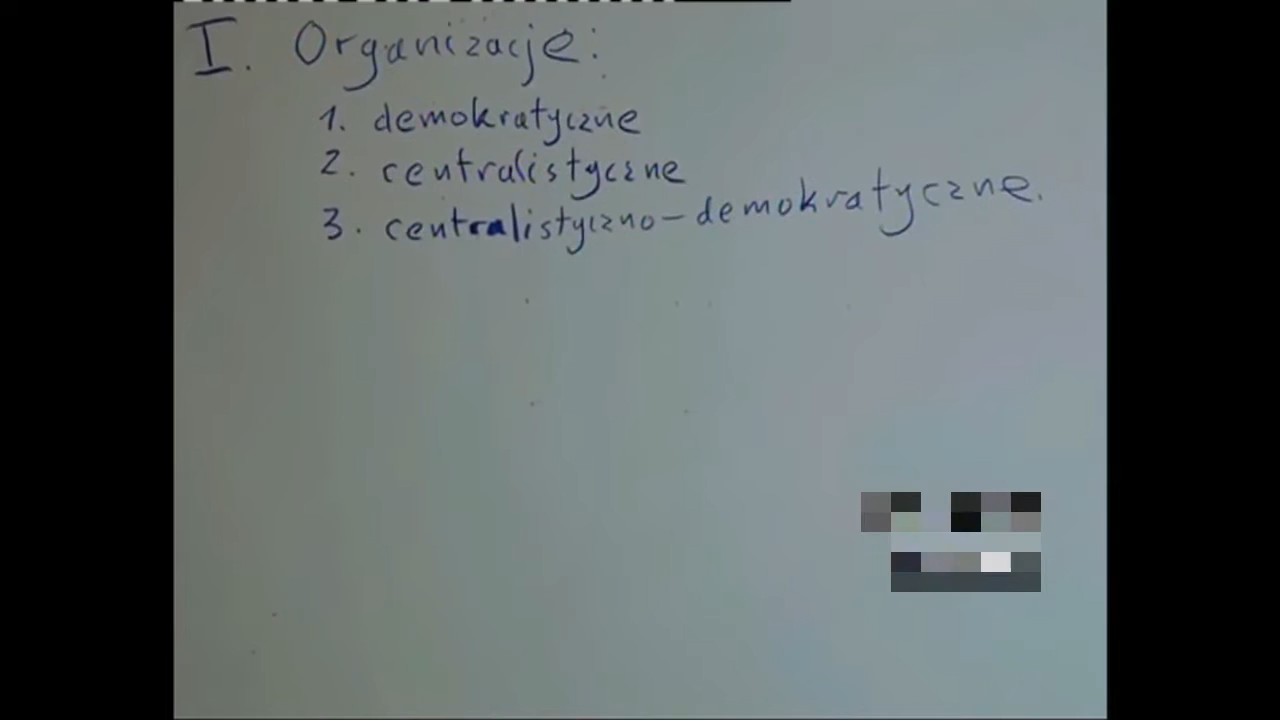 I. Organizacje:
1. demokratyczne
2. centralistyczne
3. centralistyczno-demokratyczne.